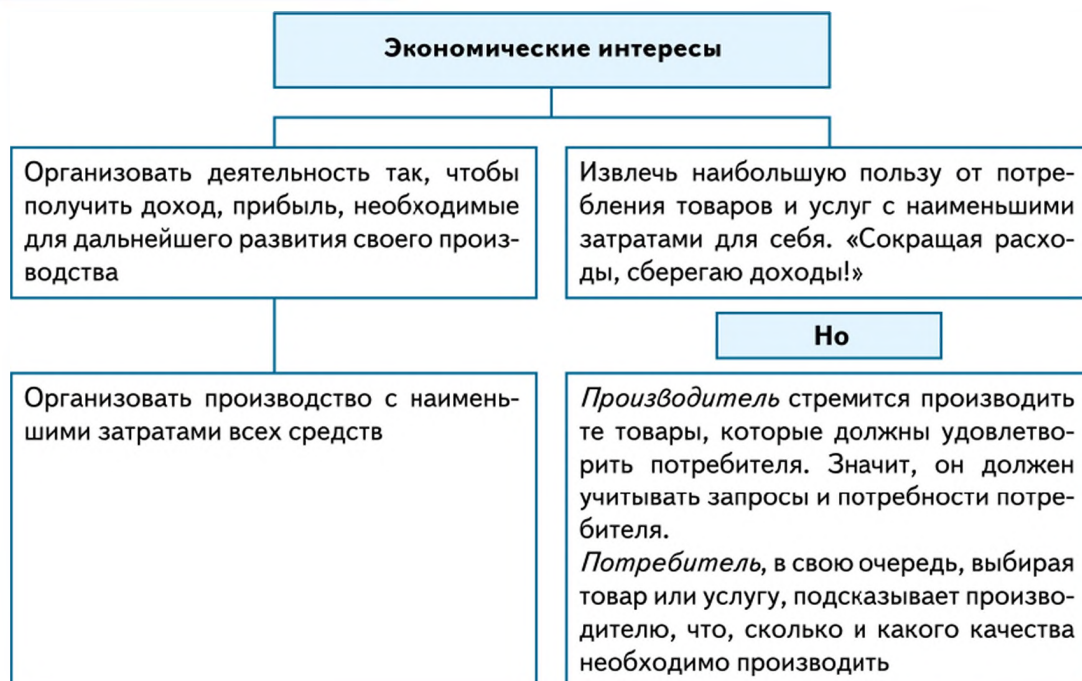 Экономические интересы
Организовать деятельность так, чтобы
получить доход, прибыль, необходимые
для дальнейшего развития своего произ-
водства
Извлечь наибольшую пользу от потре-
бления товаров и услуг с наименьшими
затратами для себя. «Сокращая расхо-
ды, сберегаю доходы!»
Но
Организовать производство с наимень-
шими затратами всех средств
Производитель стремится производить
те товары, которые должны удовлетво-
рить потребителя. Значит, он должен
учитывать запросы и потребности потре-
бителя.
Потребитель, в свою очередь, выбирая
товар или услугу, подсказывает произво-
дителю, что, сколько и какого качества
необходимо производить